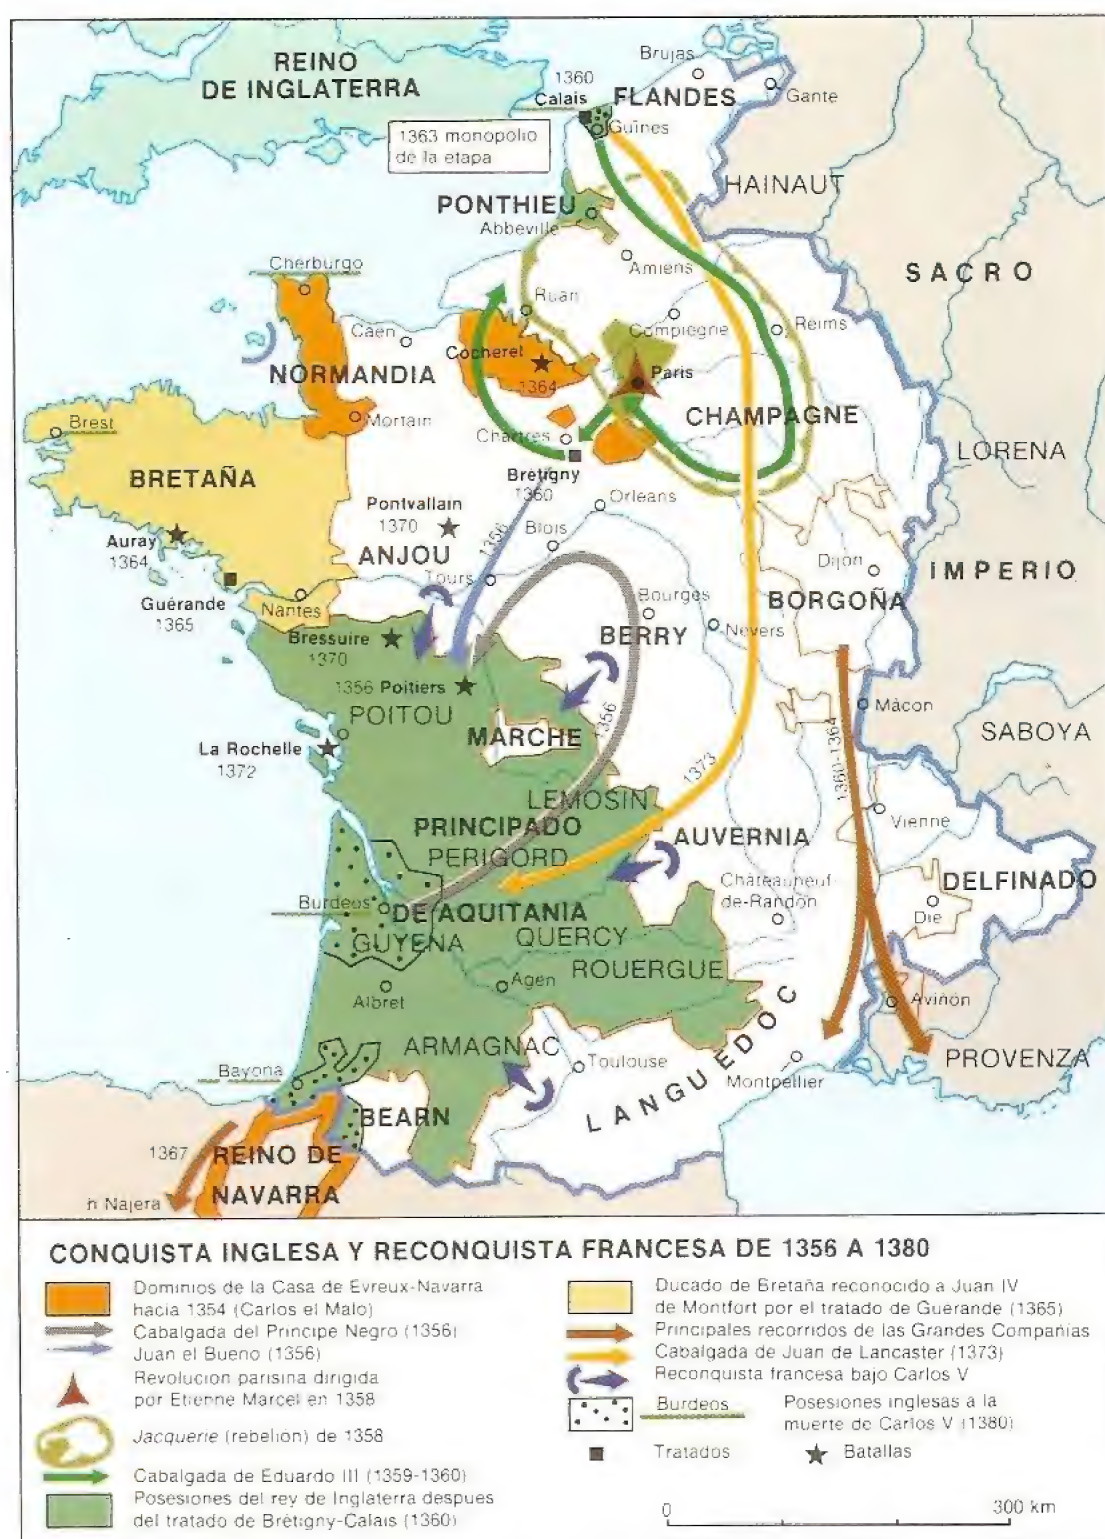 REINO
DE INGLATERRA
1363 monopolio
de la etapa
1360
Calais
Guînes
Brujas
FLANDES
Gante
HAINAUT
PONTHIEU
Abbeville
Amiens
SACRO
Cherburgo
Ruan
Compiegne
Reims
Caen
Cocheret
1364
Paris
NORMANDIA
CHAMPAGNE
Mortain
Chartres
Brest
LORENA
BRETAÑA
Bretigny
1360
Orleans
Pontvallain
1370
1356
Blois
Auray
1364
ANJOU
Tours
Dijon
IMPERIO
Guérande
1365
Nantes
Bourges
BORGOÑA
Bressuire
1370
BERRY
Nevers
1356 Poitiers
POITOU
1356
Mâcon
MARCHE
SABOYA
La Rochelle
1372
1373
1360-1364
LEMOSIN
PRINCIPADO
AUVERNIA
Vienne
PERIGORD
Châteauneuf-
de-Randon
DELFINADO
Burdeos
DE AQUITANIA
Die
GUYENA
QUERCY
ROUERGUE
Albret
Agen
Aviñon
ARMAGNAC
Toulouse
LANGUEDOC
Montpellier
PROVENZA
Bayona
BEARN
1367
REINO DE
NAVARRA
h Najera
CONQUISTA INGLESA Y RECONQUISTA FRANCESA DE 1356 A 1380
Dominios de la Casa de Evreux-Navarra
hacia 1354 (Carlos el Malo)
Cabalgada del Principe Negro (1356)
Juan el Bueno (1356)
Revolucion parisina dirigida
por Etienne Marcel en 1358
Jacquerie (rebelion) de 1358
Cabalgada de Eduardo III (1359-1360)
Posesiones del rey de Inglaterra despues
del tratado de Brétigny-Calais (1360)
Ducado de Bretaña reconocido a Juan IV
de Montfort por el tratado de Guerande (1365)
Principales recorridos de las Grandes Compañias
Cabalgada de Juan de Lancaster (1373)
Reconquista francesa bajo Carlos V
Burdeos
Posesiones inglesas a la
muerte de Carlos V (1380)
Tratados
Batallas
0
300 km